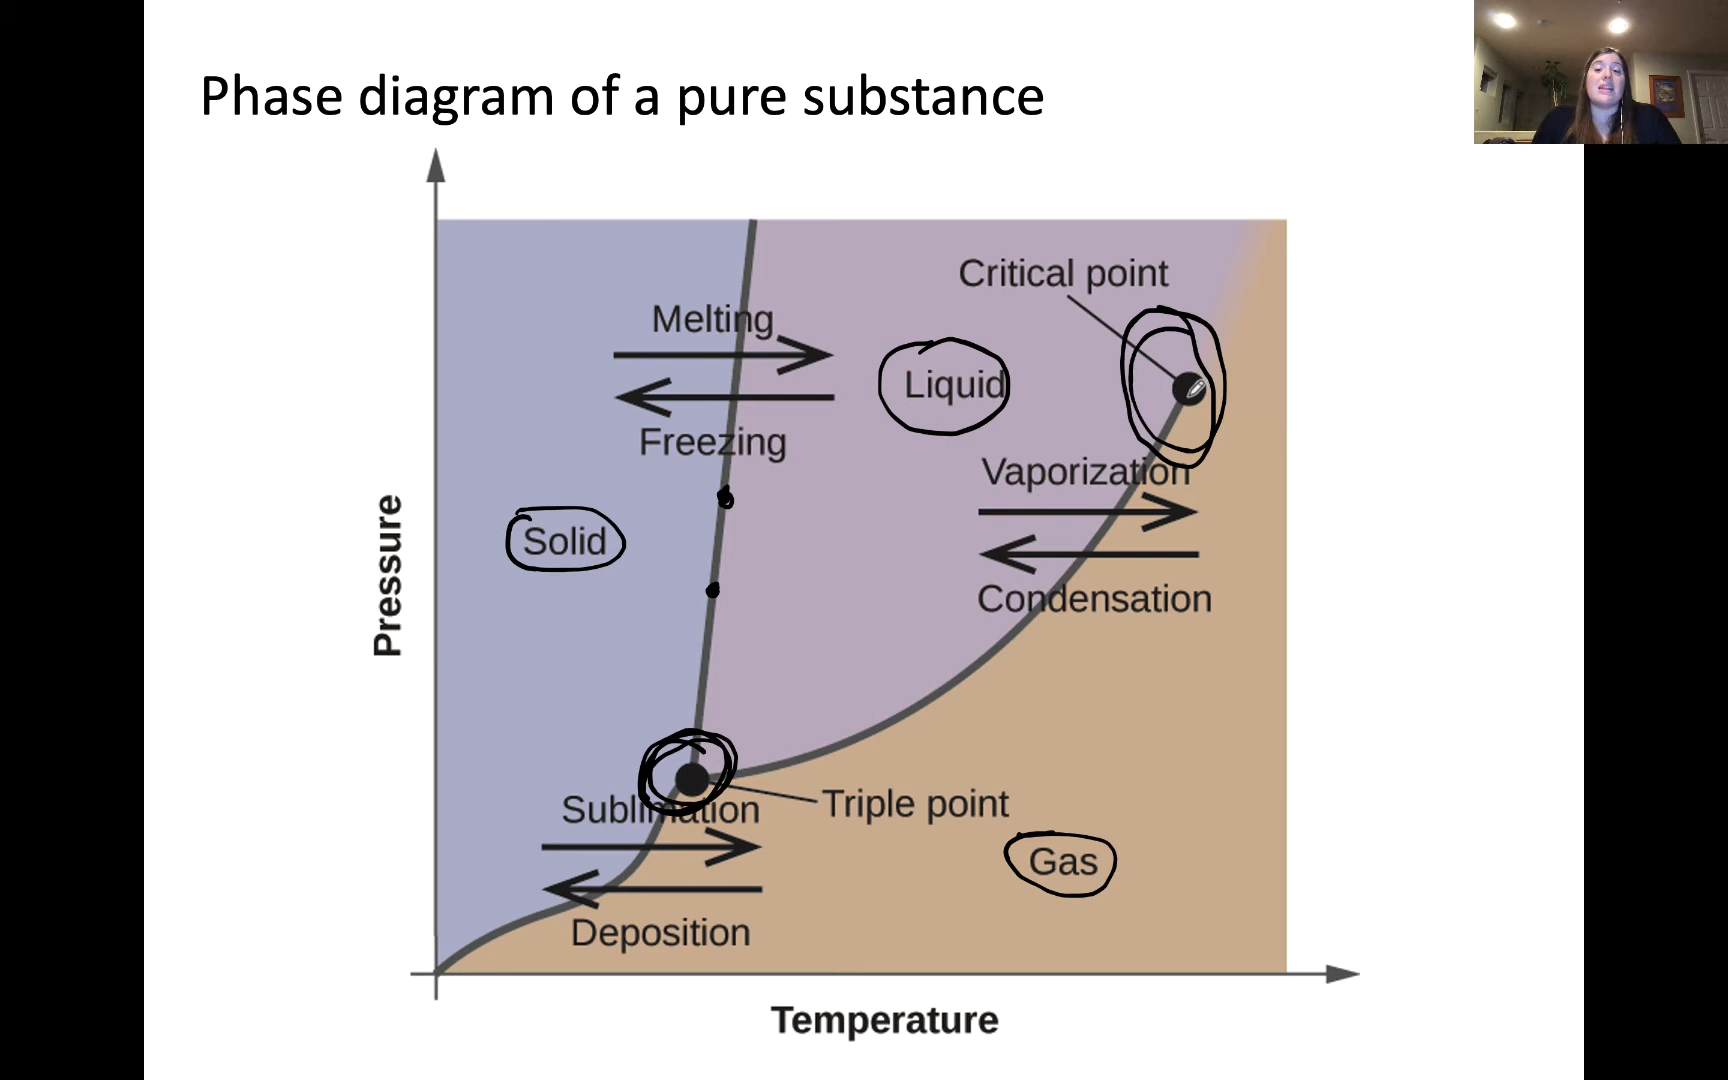 Phase diagram of a pure substance
Critical point
Melting
Liquid
Freezing
Vaporization
Solid
Condensation
Pressure
Sublimation
Triple point
Gas
Deposition
Temperature